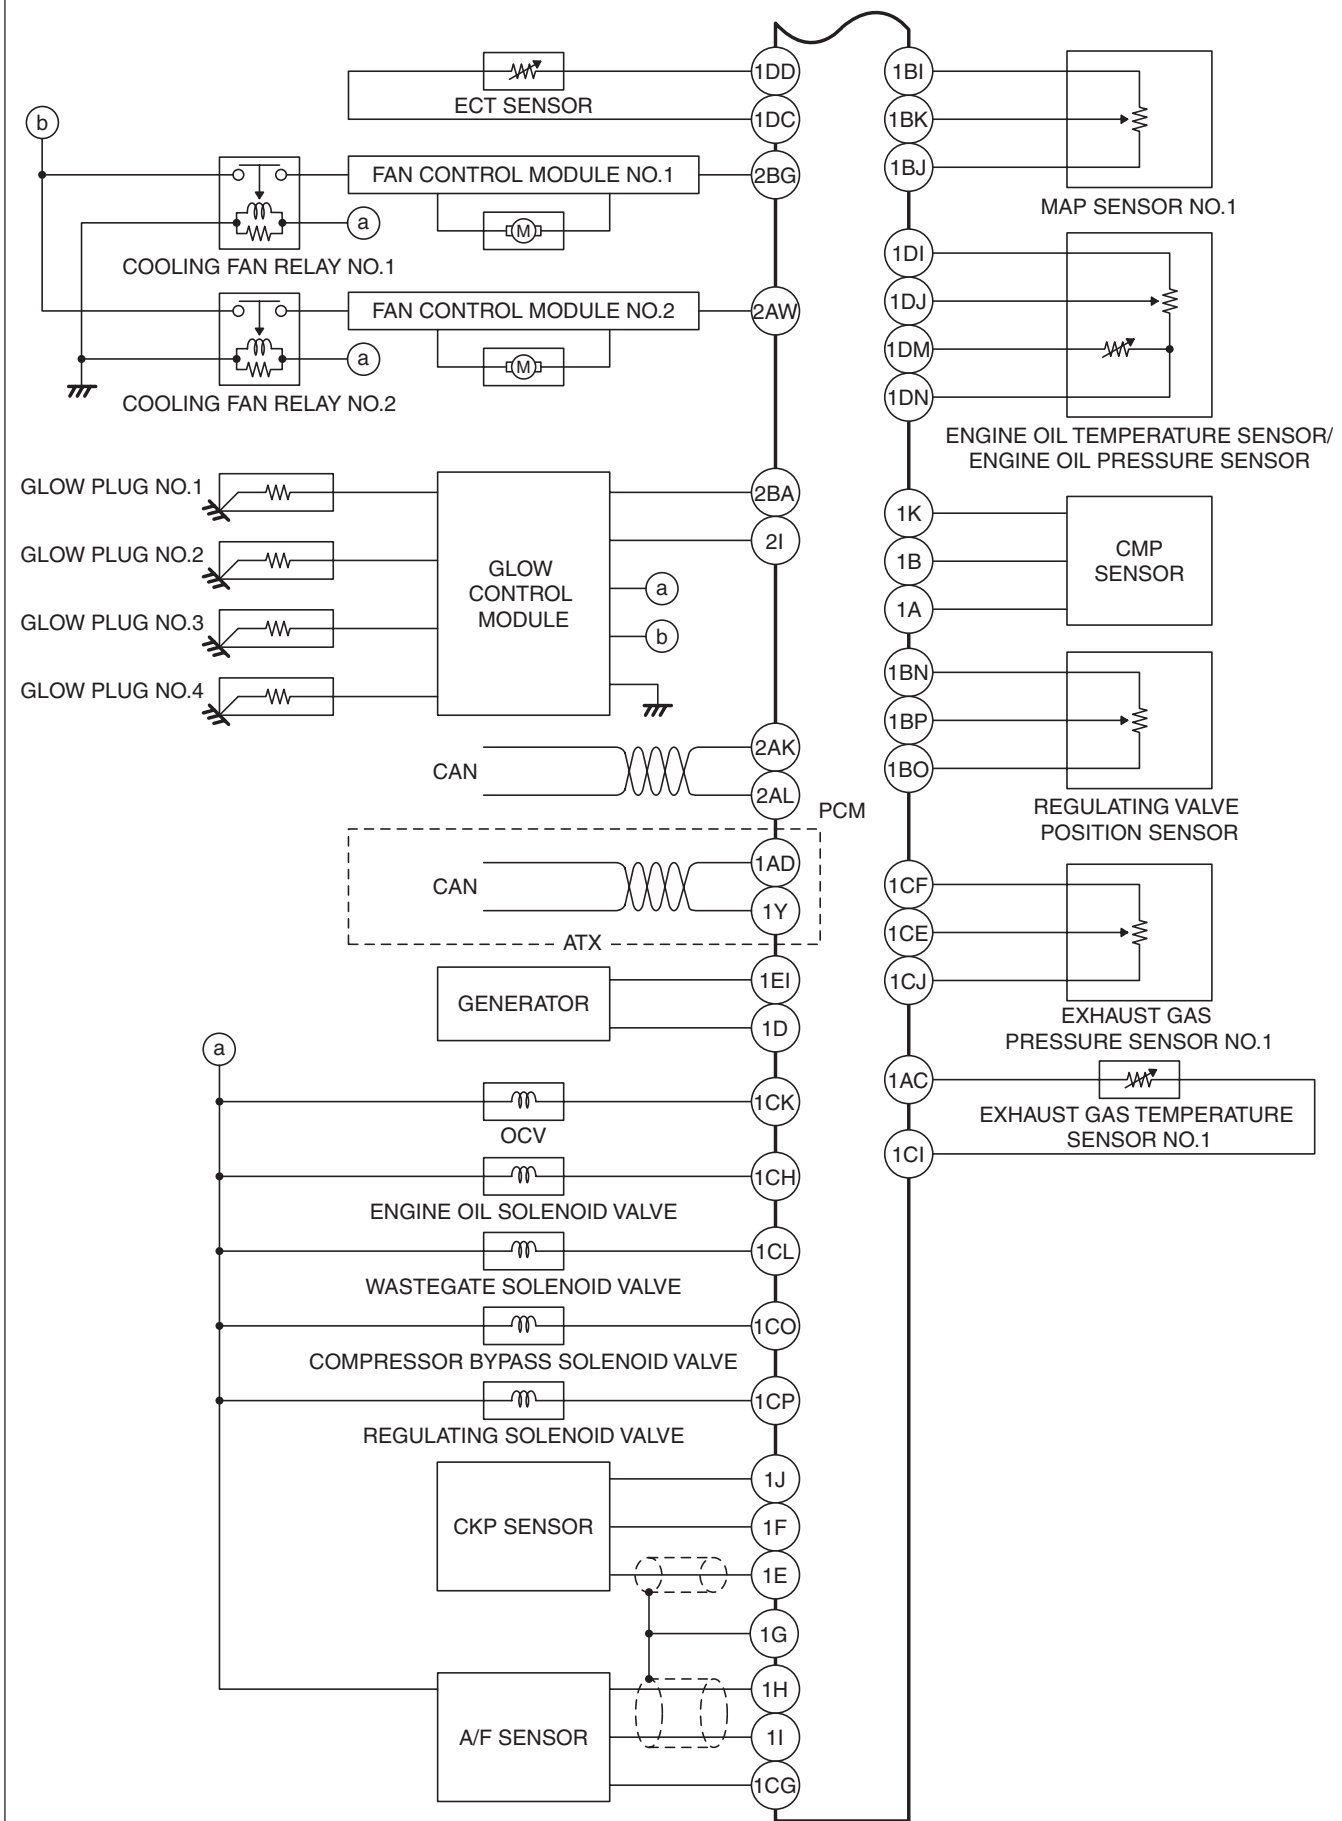 1DD
ECT SENSOR
1DC
b
FAN CONTROL MODULE NO.1
2BG
a
M
COOLING FAN RELAY NO.1
FAN CONTROL MODULE NO.2
2AW
a
M
COOLING FAN RELAY NO.2
GLOW PLUG NO.1
GLOW PLUG NO.2
GLOW PLUG NO.3
GLOW PLUG NO.4
GLOW
CONTROL
MODULE
2BA
2I
a
b
CAN
2AK
2AL
PCM
CAN
1AD
1Y
ATX
GENERATOR
1EI
1D
a
1CK
OCV
1CH
ENGINE OIL SOLENOID VALVE
1CL
WASTEGATE SOLENOID VALVE
1CO
COMPRESSOR BYPASS SOLENOID VALVE
1CP
REGULATING SOLENOID VALVE
CKP SENSOR
1J
1F
1E
1G
A/F SENSOR
1H
1I
1CG
1BI
1BK
1BJ
MAP SENSOR NO.1
1DI
1DJ
1DM
1DN
ENGINE OIL TEMPERATURE SENSOR/
ENGINE OIL PRESSURE SENSOR
1K
1B
1A
CMP
SENSOR
1BN
1BP
1BO
REGULATING VALVE
POSITION SENSOR
1CF
1CE
1CJ
EXHAUST GAS
PRESSURE SENSOR NO.1
1AC
EXHAUST GAS TEMPERATURE
SENSOR NO.1
1CI